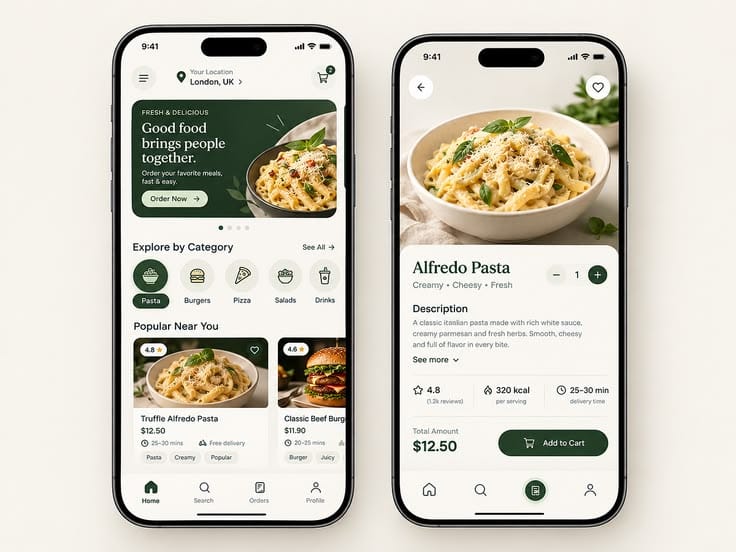 9:41
Your Location
London, UK
2
FRESH & DELICIOUS
Good food
brings people
together.
Order your favorite meals,
fast & easy.
Order Now
Explore by Category
See All
Pasta
Burgers
Pizza
Salads
Drinks
Popular Near You
4.8
4.6
Truffle Alfredo Pasta
$12.50
25–30 mins
Free delivery
Pasta
Creamy
Popular
Classic Beef Burg
$11.90
20–25 mins
Burger
Juicy
Home
Search
Orders
Profile
9:41
Alfredo Pasta
Creamy • Cheesy • Fresh
1
Description
A classic italian pasta made with rich white sauce,
creamy parmesan and fresh herbs. Smooth, cheesy
and full of flavor in every bite.
See more
4.8
(1.2k reviews)
320 kcal
per serving
25–30 min
delivery time
Total Amount
$12.50
Add to Cart